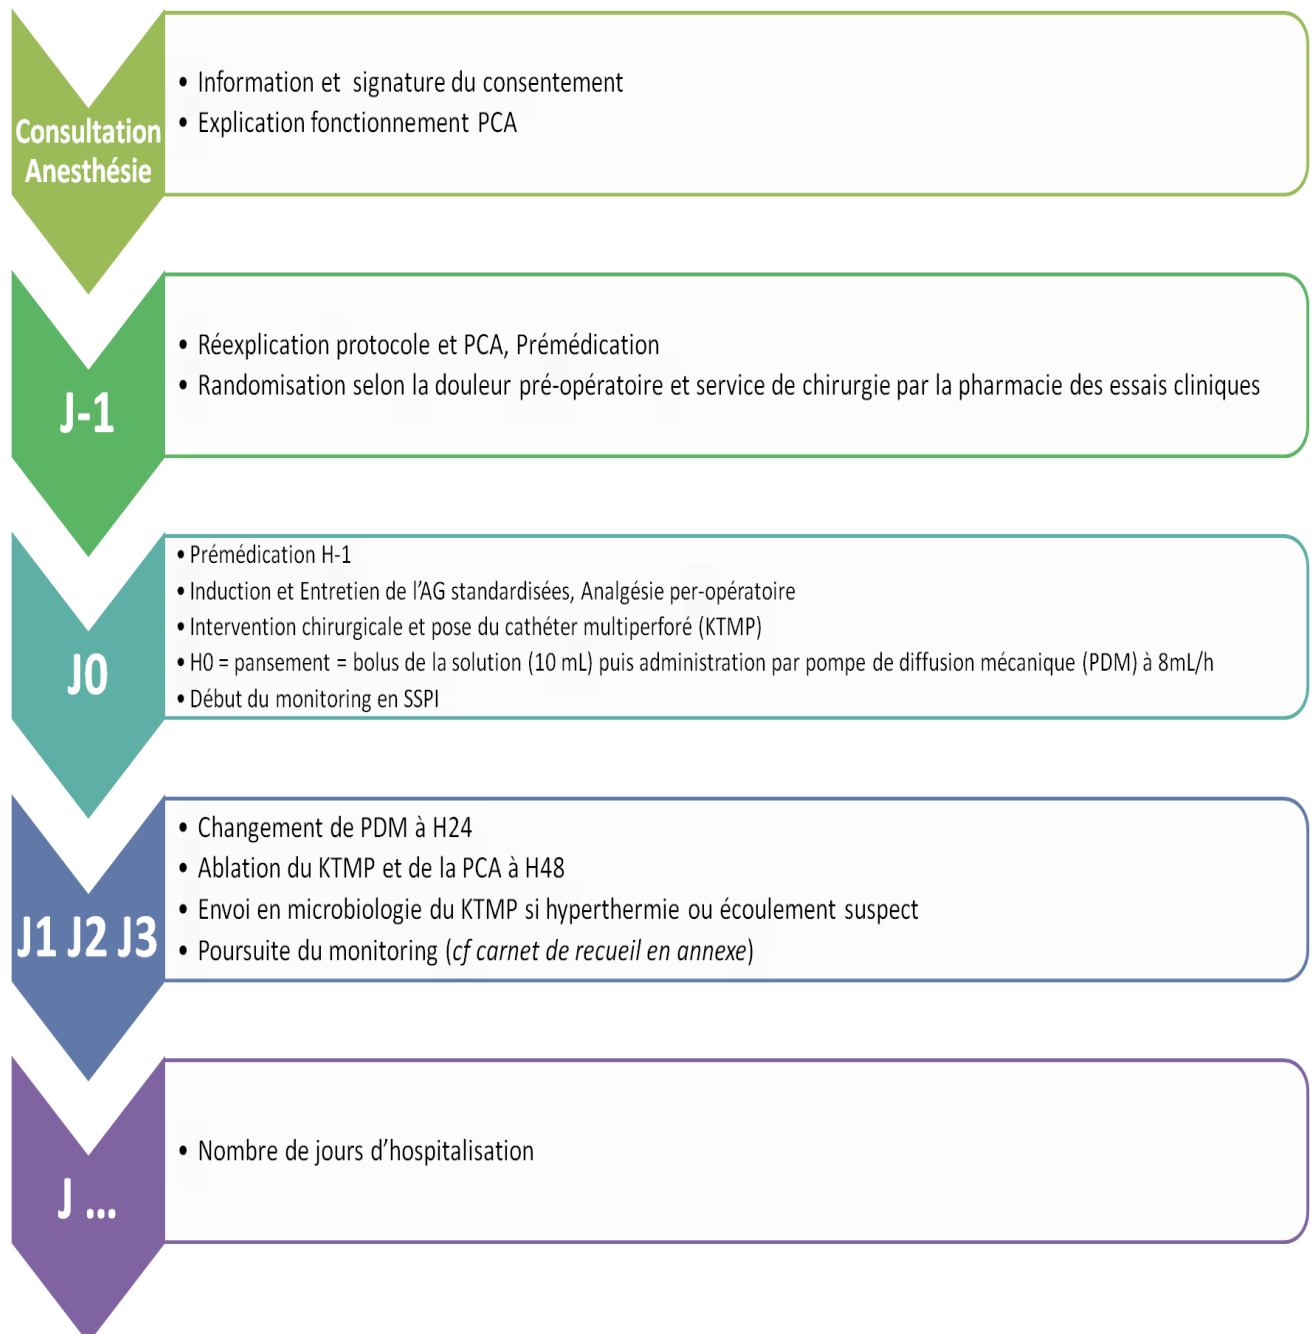 Consultation
Anesthésie
• Information et signature du consentement
• Explication fonctionnement PCA
J-1
• Réexplication protocole et PCA, Prémédication
• Randomisation selon la douleur pré-opératoire et service de chirurgie par la pharmacie des essais cliniques
J0
• Prémédication H-1
• Induction et Entretien de l'AG standardisées, Analgésie per-opératoire
• Intervention chirurgicale et pose du cathéter multiperforé (KTMP)
• H0 = pansement = bolus de la solution (10 mL) puis administration par pompe de diffusion mécanique (PDM) à 8mL/h
• Début du monitoring en SSPI
J1 J2 J3
• Changement de PDM à H24
• Ablation du KTMP et de la PCA à H48
• Envoi en microbiologie du KTMP si hyperthermie ou écoulement suspect
• Poursuite du monitoring (cf carnet de recueil en annexe)
J ...
• Nombre de jours d'hospitalisation